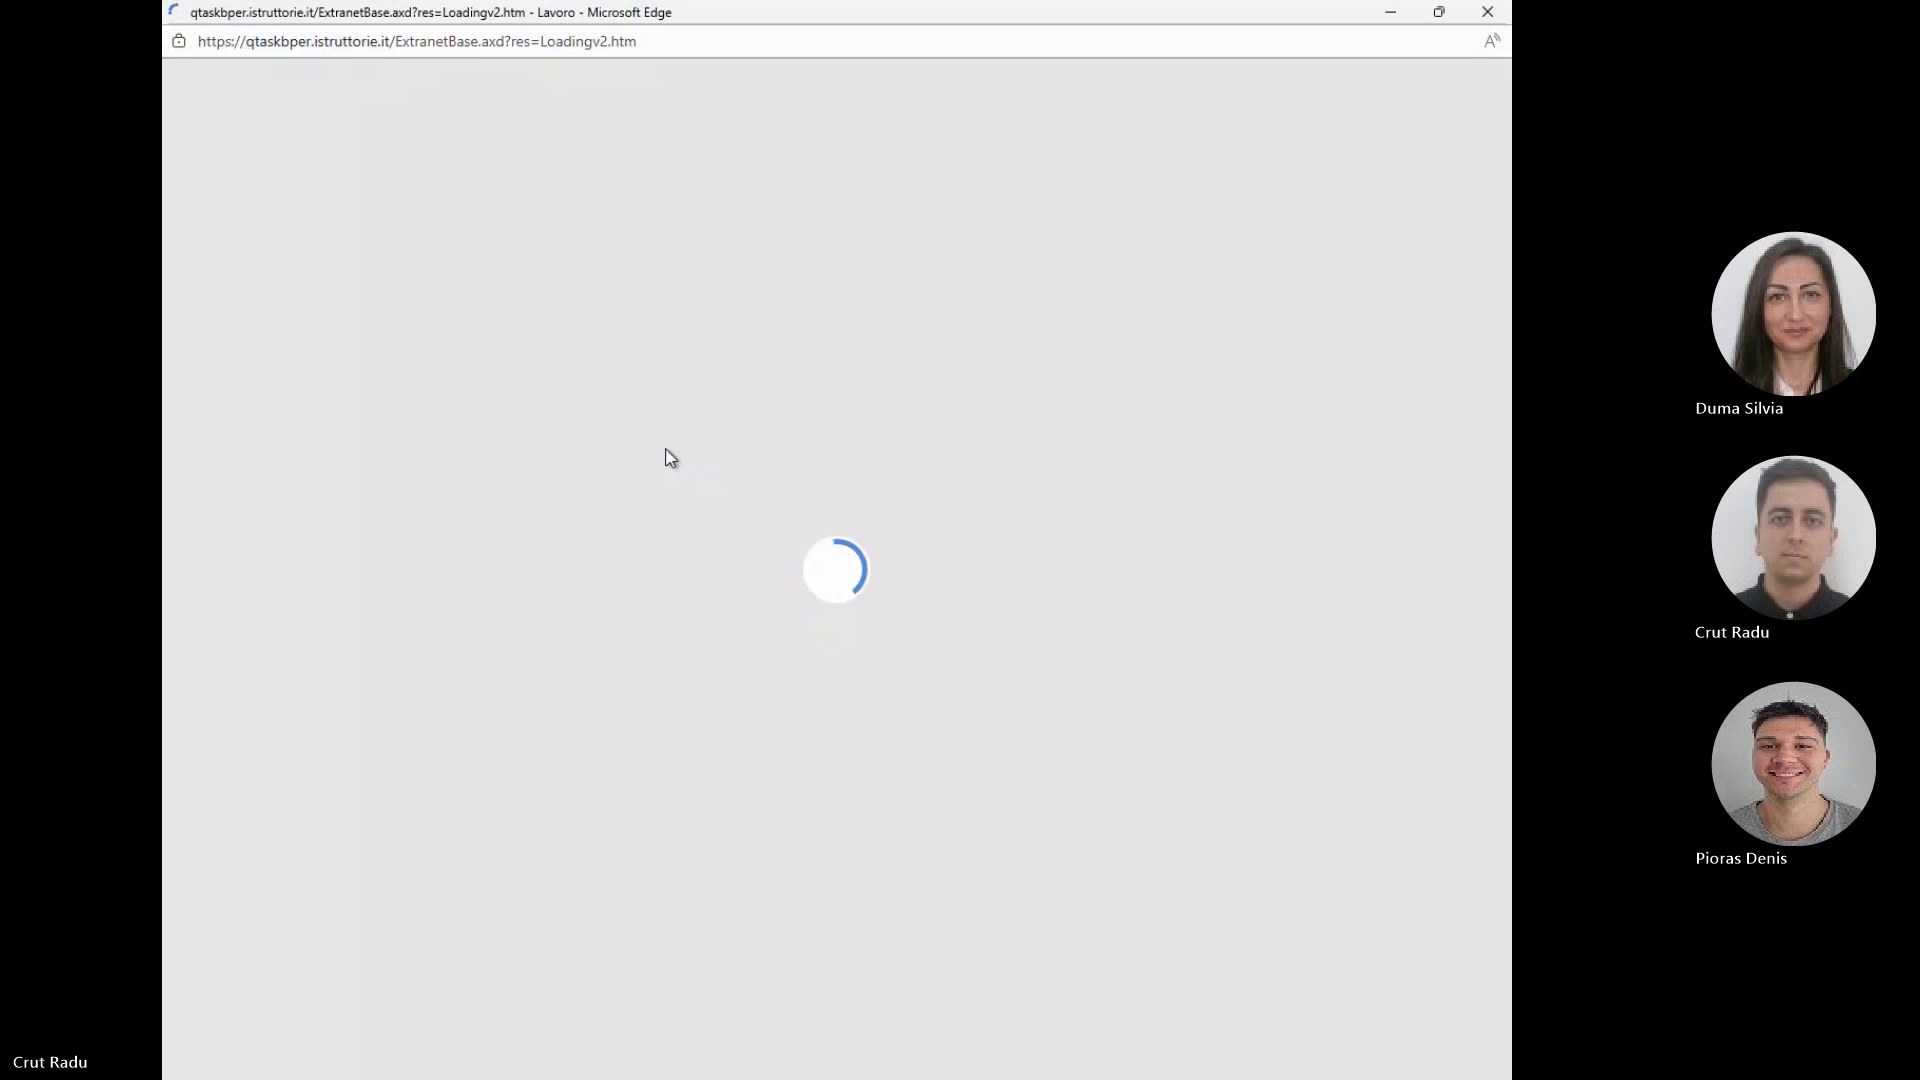 qtaskbper.istruttorie.it/ExtranetBase.axd?res=Loadingv2.htm - Lavoro - Microsoft Edge
https://qtaskbper.istruttorie.it/ExtranetBase.axd?res=Loadingv2.htm
Duma Silvia
Crut Radu
Pioras Denis
Crut Radu